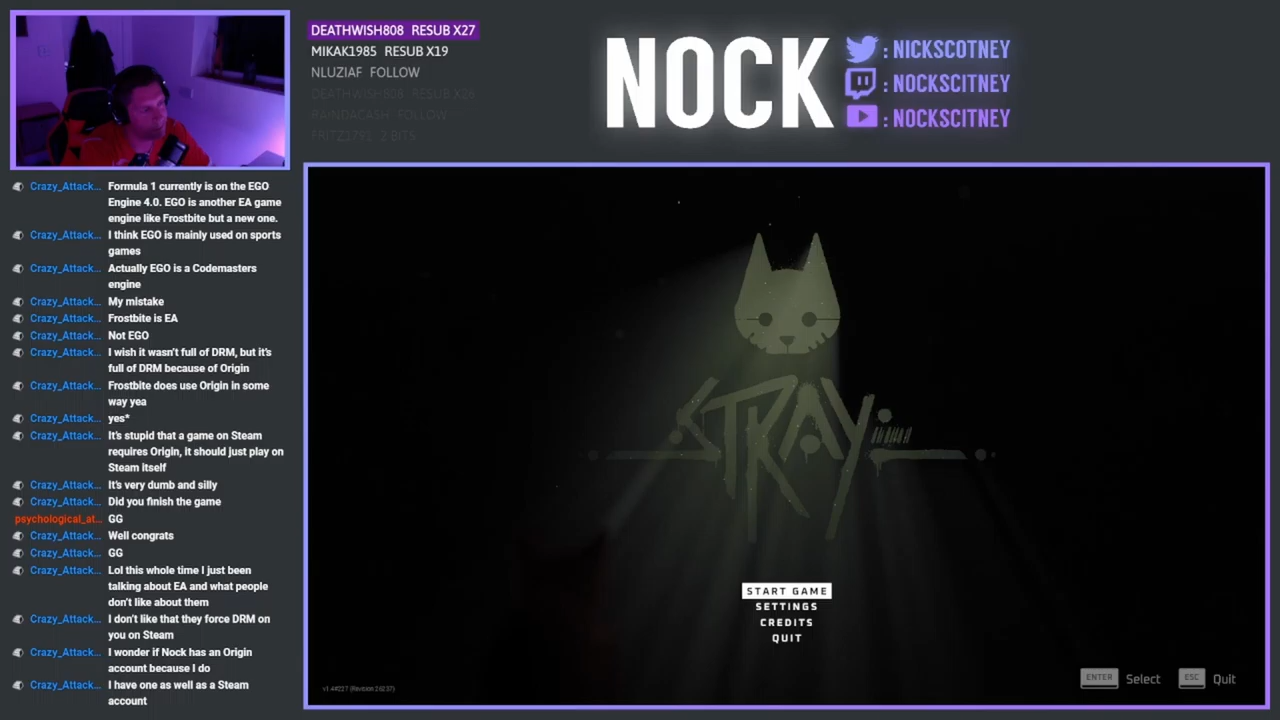 DEATHWISH808 RESUB X27
MIKAK1985 RESUB X19
NLUZIAF FOLLOW
DEATHWISH808 RESUB X26
RAINDACASH FOLLOW
2 BITS
NOCK
: NICKSCOTNEY
: NOCKSCITNEY
: NOCKSCITNEY
Crazy_Attack... Formula 1 currently is on the EGO
Engine 4.0. EGO is another EA game
engine like Frostbite but a new one.
Crazy_Attack... I think EGO is mainly used on sports
games
Crazy_Attack... Actually EGO is a Codemasters
engine
Crazy_Attack... My mistake
Crazy_Attack... Frostbite is EA
Crazy_Attack... Not EGO
Crazy_Attack... I wish it wasn't full of DRM, but it's
full of DRM because of Origin
Crazy_Attack... Frostbite does use Origin in some
way yea
Crazy_Attack... yes*
Crazy_Attack... It's stupid that a game on Steam
requires Origin, it should just play on
Steam itself
Crazy_Attack... It's very dumb and silly
Crazy_Attack... Did you finish the game
psychological_at... GG
Crazy_Attack... Well congrats
Crazy_Attack... GG
Crazy_Attack... Lol this whole time I just been
talking about EA and what people
don't like about them
Crazy_Attack... I don't like that they force DRM on
you on Steam
Crazy_Attack... I wonder if Nock has an Origin
account because I do
Crazy_Attack... I have one as well as a Steam
account
STRAY
START GAME
SETTINGS
CREDITS
QUIT
ENTER Select ESC Quit